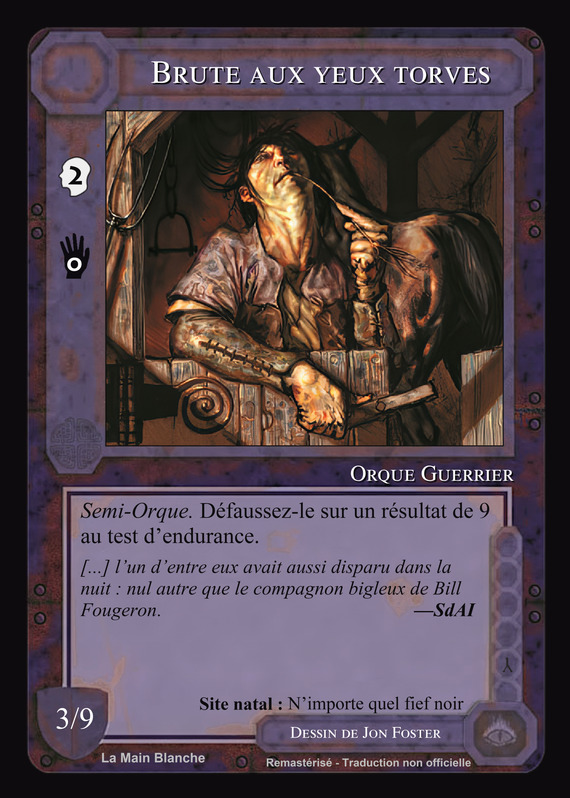 Brute aux yeux torves
2
0
Orque Guerrier
Semi-Orque. Défaussez-le sur un résultat de 9
au test d’endurance.
[...] l’un d’entre eux avait aussi disparu dans la
nuit : nul autre que le compagnon bigleux de Bill
Fougeron.
—SdAI
Site natal : N’importe quel fief noir
3/9
Dessin de Jon Foster
La Main Blanche
Remastérisé - Traduction non officielle